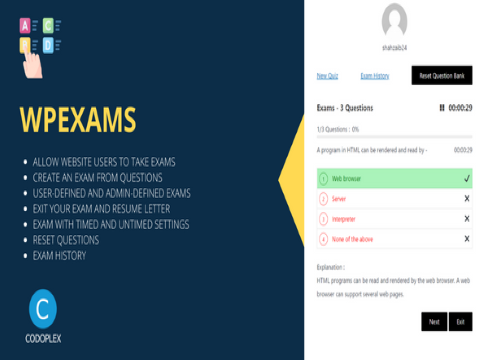 A C
B D
WPEXAMS
ALLOW WEBSITE USERS TO TAKE EXAMS
CREATE AN EXAM FROM QUESTIONS
USER-DEFINED AND ADMIN-DEFINED EXAMS
EXIT YOUR EXAM AND RESUME LETTER
EXAM WITH TIMED AND UNTIMED SETTINGS
RESET QUESTIONS
EXAM HISTORY
C
CODOPLEX
shahzaib24
New Quiz Exam History Reset Question Bank
Exams - 3 Questions 00:00:29
1/3 Questions : 0%
A program in HTML can be rendered and read by - 00:00:29
1 Web browser
2 Server
3 Interpreter
4 None of the above
Explanation :
HTML programs can be read and rendered by the web browser. A web
browser can support several web pages.
Next Exit